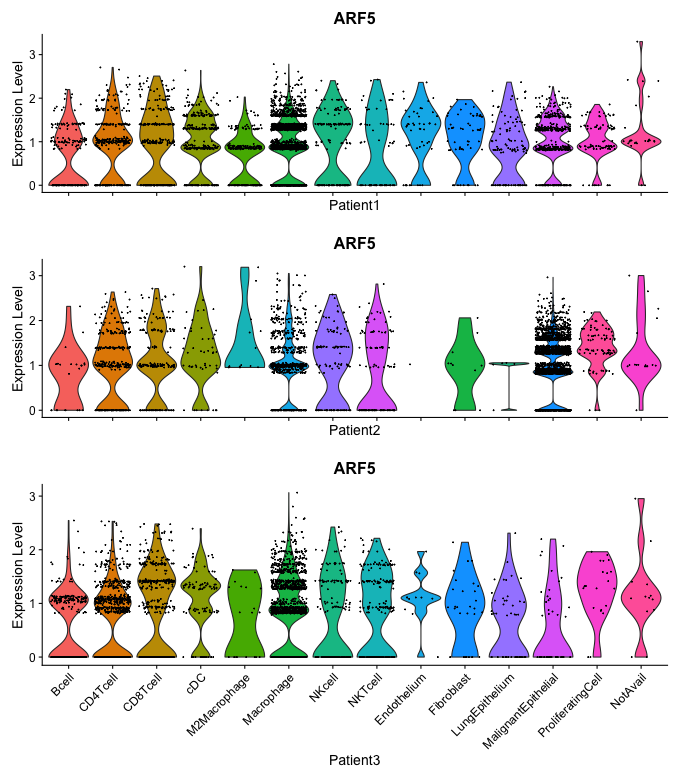 ARF5
Expression Level
3
2
1
0
Patient1
ARF5
Expression Level
3
2
1
0
Patient2
ARF5
Expression Level
3
2
1
0
Bcell
CD4Tcell
CD8Tcell
cDC
M2Macrophage
Macrophage
NKcell
NKTcell
Endothelium
Fibroblast
LungEpithelium
MalignantEpithelial
ProliferatingCell
NotAvail
Patient3